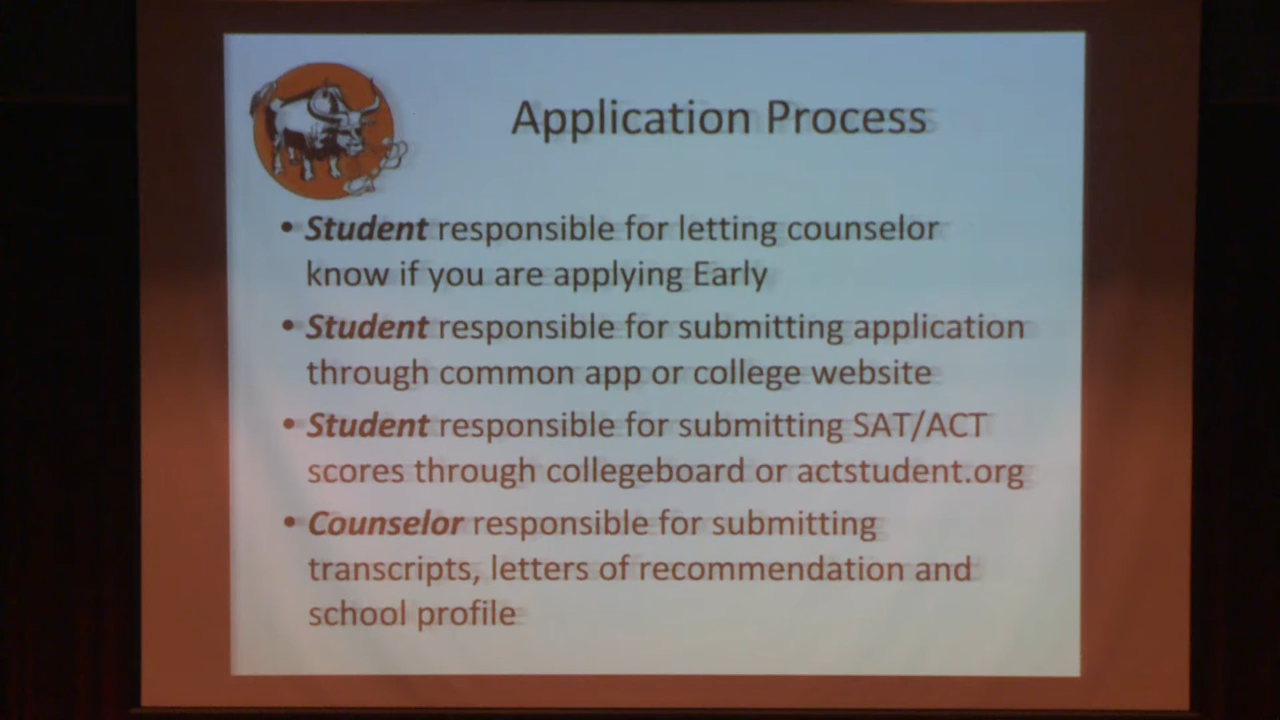 Application Process
• Student responsible for letting counselor
know if you are applying Early
• Student responsible for submitting application
through common app or college website
• Student responsible for submitting SAT/ACT
scores through collegeboard or actstudent.org
• Counselor responsible for submitting
transcripts, letters of recommendation and
school profile